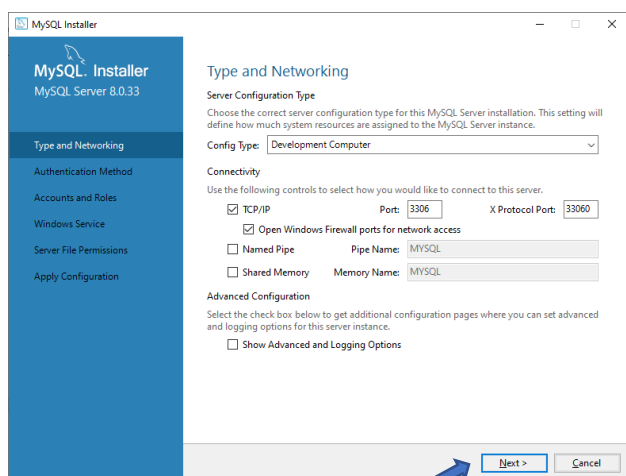 MySQL Installer
MySQL. Installer
MySQL Server 8.0.33
Type and Networking
Authentication Method
Accounts and Roles
Windows Service
Server File Permissions
Apply Configuration
Type and Networking
Server Configuration Type
Choose the correct server configuration type for this MySQL Server installation. This setting will
define how much system resources are assigned to the MySQL Server instance.
Config Type: Development Computer
Connectivity
Use the following controls to select how you would like to connect to this server.
TCP/IP Port: 3306 X Protocol Port: 33060
Open Windows Firewall ports for network access
Named Pipe Pipe Name: MYSQL
Shared Memory Memory Name: MYSQL
Advanced Configuration
Select the check box below to get additional configuration pages where you can set advanced
and logging options for this server instance.
Show Advanced and Logging Options
Next > Cancel